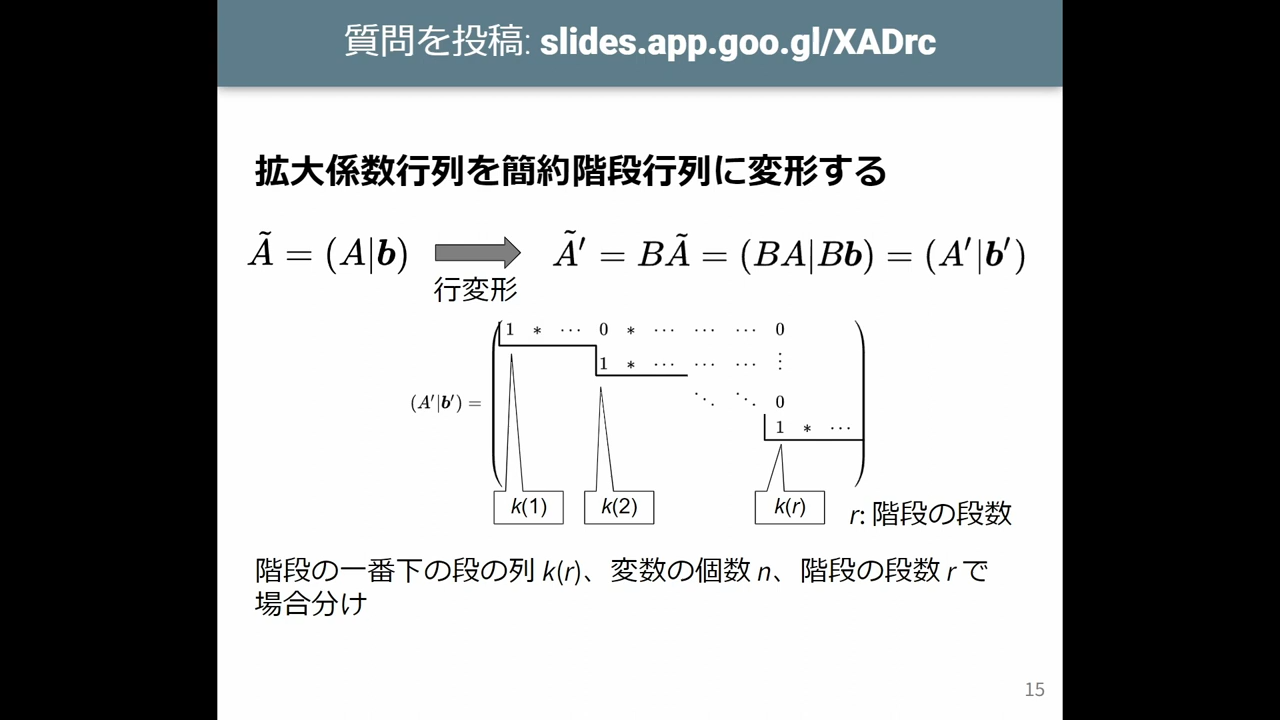 質問を投稿: slides.app.goo.gl/XADrc
拡大係数行列を簡約階段行列に変形する
Ã = (A|b) Ã′ = BÃ = (BA|Bb) = (A′|b′)
行変形
1 * ⋯ 0 * ⋯ ⋯ ⋯ 0
1 * ⋯ ⋯ ⋯ ⋮
(A′|b′) = ⋱ ⋱ 0
1 * ⋯
k(1) k(2) k(r) r: 階段の段数
階段の一番下の段の列 k(r)、変数の個数 n、階段の段数 r で
場合分け
15